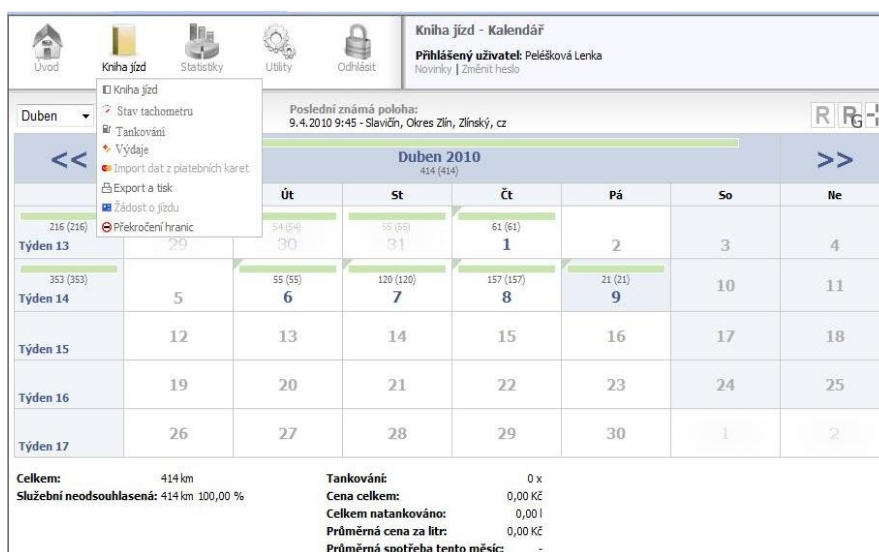 Kniha jízd - Kalendář
Přihlášený uživatel: Peléšková Lenka
Novinky | Změnit heslo
Úvod
Kniha jízd
Statistiky
Utility
Odhlásit
Kniha jízd
Stav tachometru
Tankování
Výdaje
Import dat z platebních karet
Export a tisk
Žádost o jízdu
Překročení hranic
Duben
Poslední známá poloha:
9.4.2010 9:45 - Slavičín, Okres Zlín, Zlínský, cz
R RG
<< Duben 2010 >>
414 (414)
Út St Čt Pá So Ne
216 (216) 54 (54) 55 (55) 61 (61)
Týden 13 29 30 31 1 2 3 4
353 (353) 55 (55) 120 (120) 157 (157) 21 (21)
Týden 14 5 6 7 8 9 10 11
Týden 15 12 13 14 15 16 17 18
Týden 16 19 20 21 22 23 24 25
Týden 17 26 27 28 29 30 1 2
Celkem: 414 km
Služební neodsouhlasená: 414 km 100,00 %
Tankování: 0 x
Cena celkem: 0,00 Kč
Celkem natankováno: 0,00 l
Průměrná cena za litr: 0,00 Kč
Průměrná spotřeba tento měsíc: -